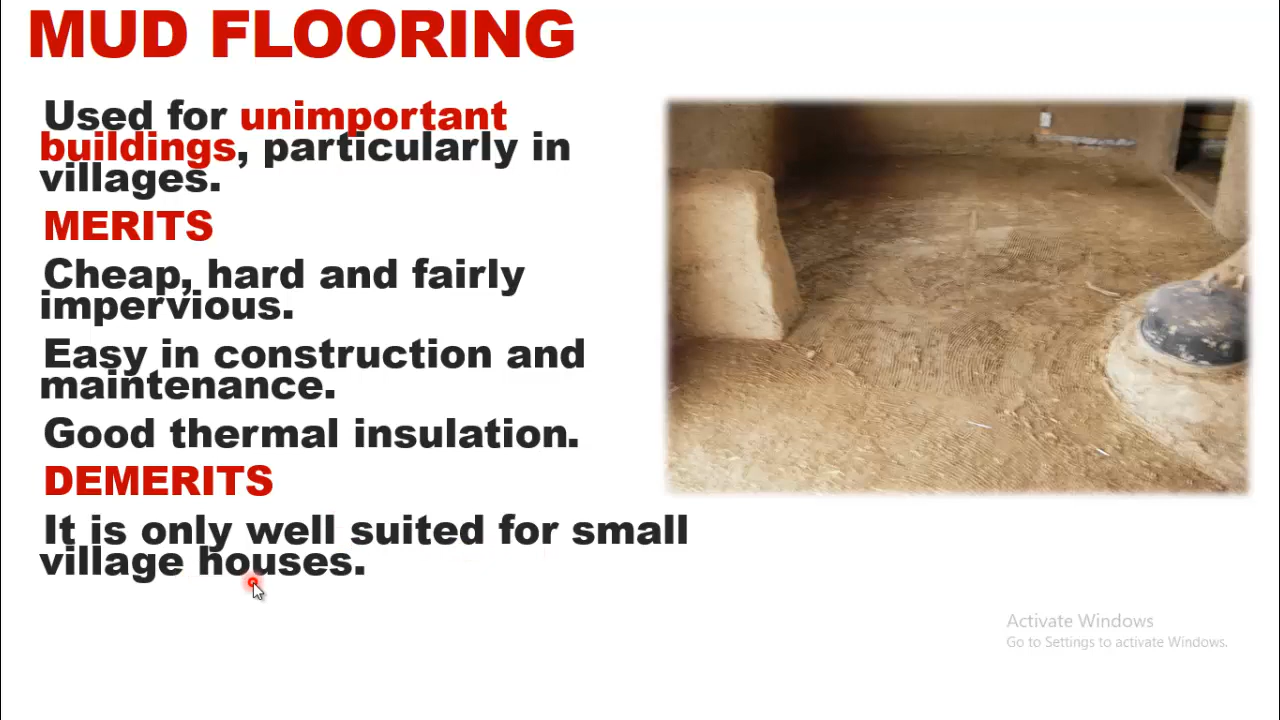 MUD FLOORING
Used for unimportant
buildings, particularly in
villages.
MERITS
Cheap, hard and fairly
impervious.
Easy in construction and
maintenance.
Good thermal insulation.
DEMERITS
It is only well suited for small
village houses.
Activate Windows
Go to Settings to activate Windows.